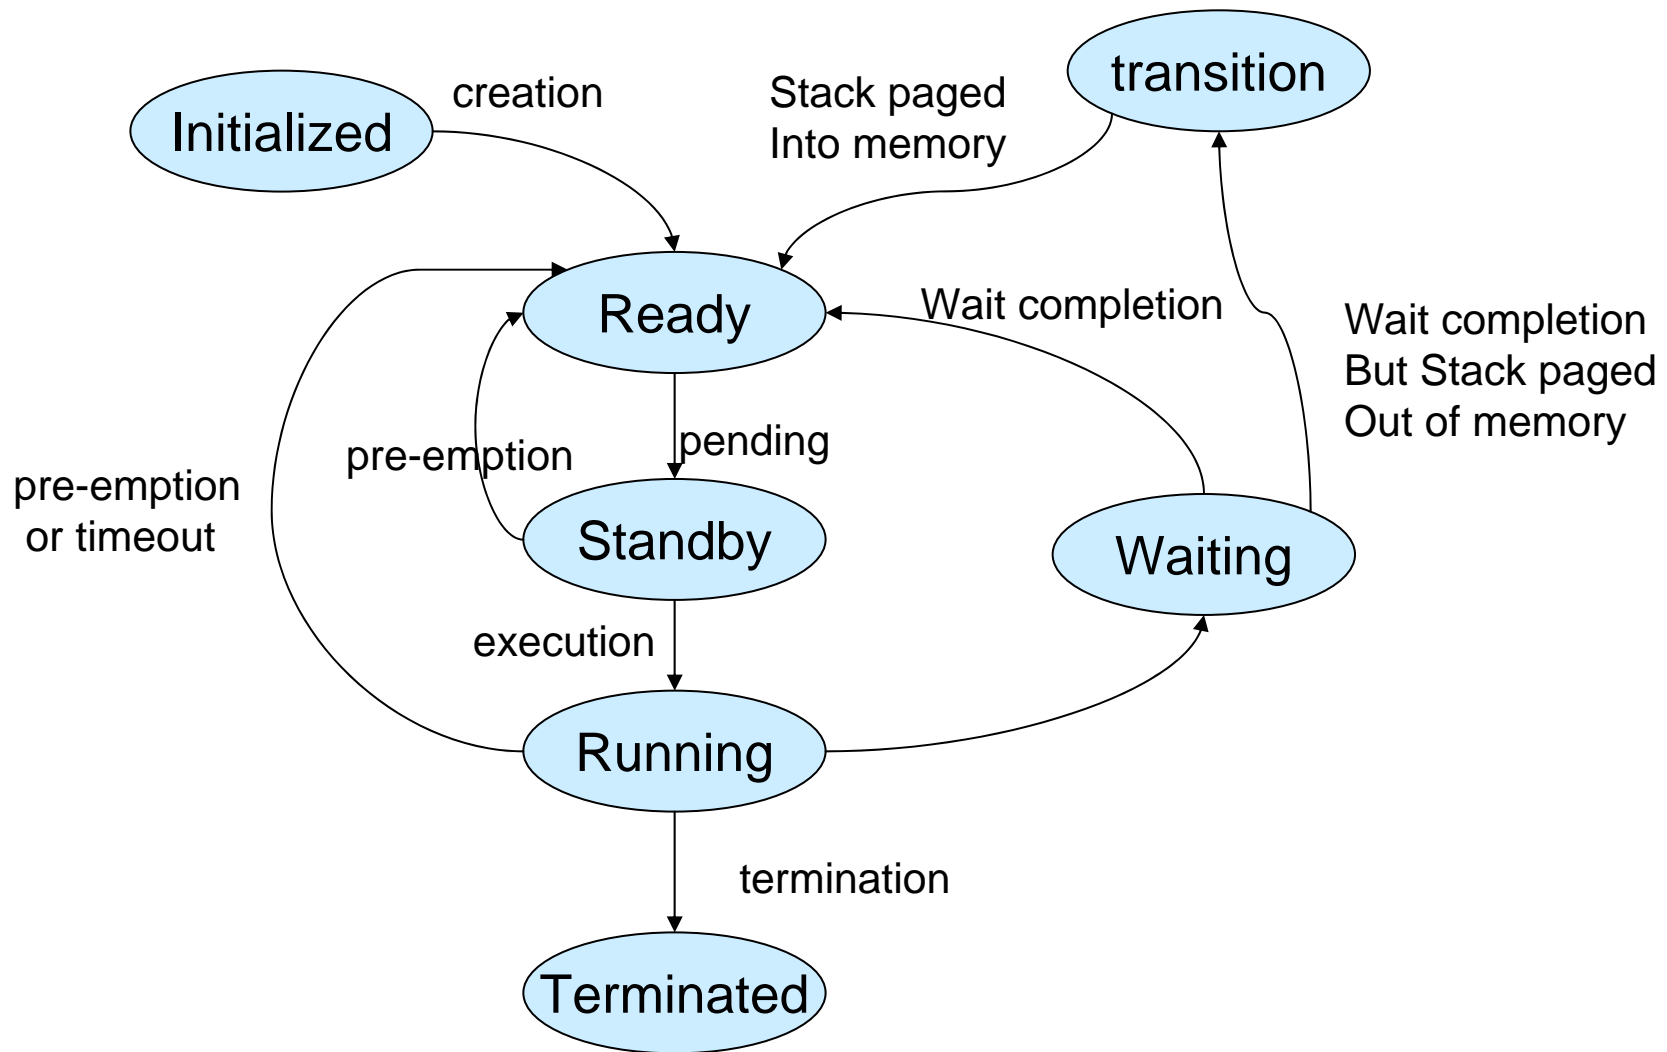 transition
creation
Stack paged
Into memory
Initialized
Ready
Wait completion
Wait completion
But Stack paged
Out of memory
pre-emption
pending
pre-emption
or timeout
Standby
Waiting
execution
Running
termination
Terminated